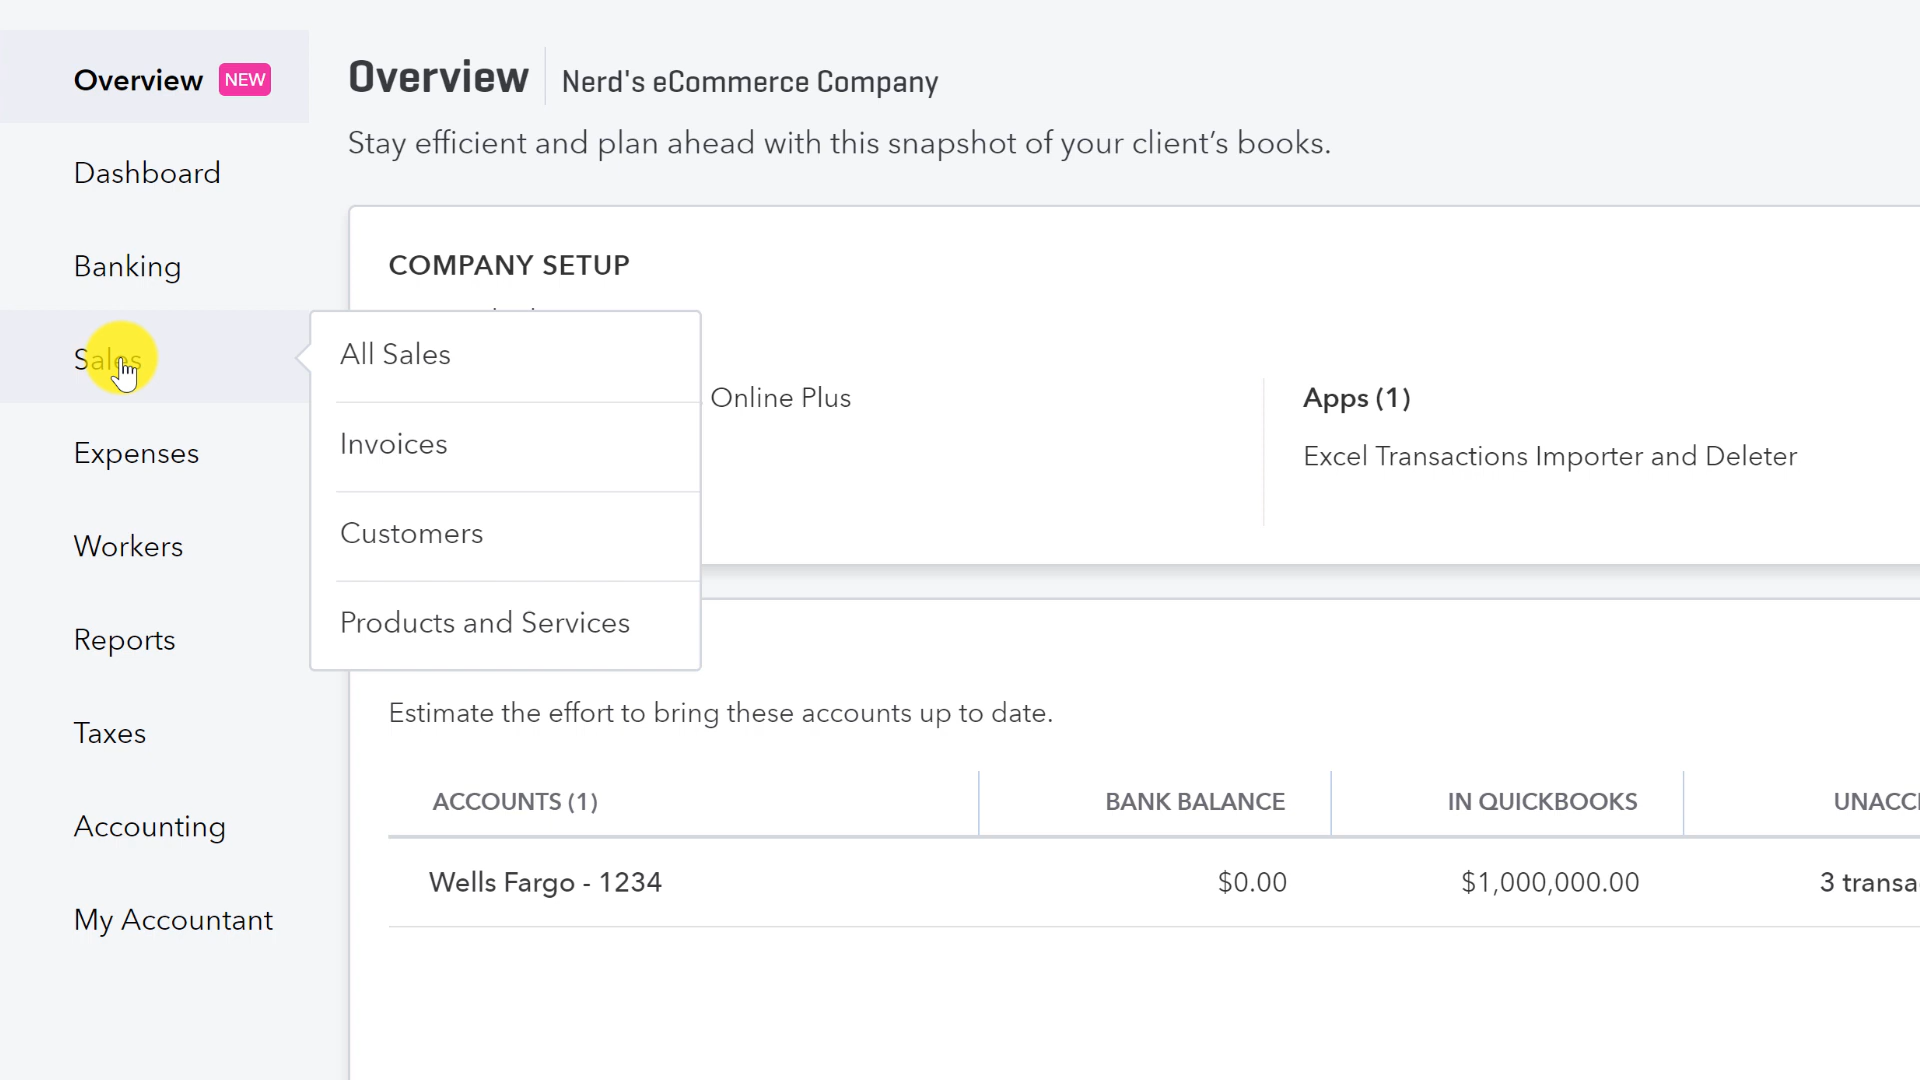 Overview NEW
Dashboard
Banking
Sales
Expenses
Workers
Reports
Taxes
Accounting
My Accountant
Overview
Nerd's eCommerce Company
Stay efficient and plan ahead with this snapshot of your client’s books.
COMPANY SETUP
All Sales
Invoices
Customers
Products and Services
Online Plus
Apps (1)
Excel Transactions Importer and Deleter
Estimate the effort to bring these accounts up to date.
ACCOUNTS (1) BANK BALANCE IN QUICKBOOKS
Wells Fargo - 1234 $0.00 $1,000,000.00 3